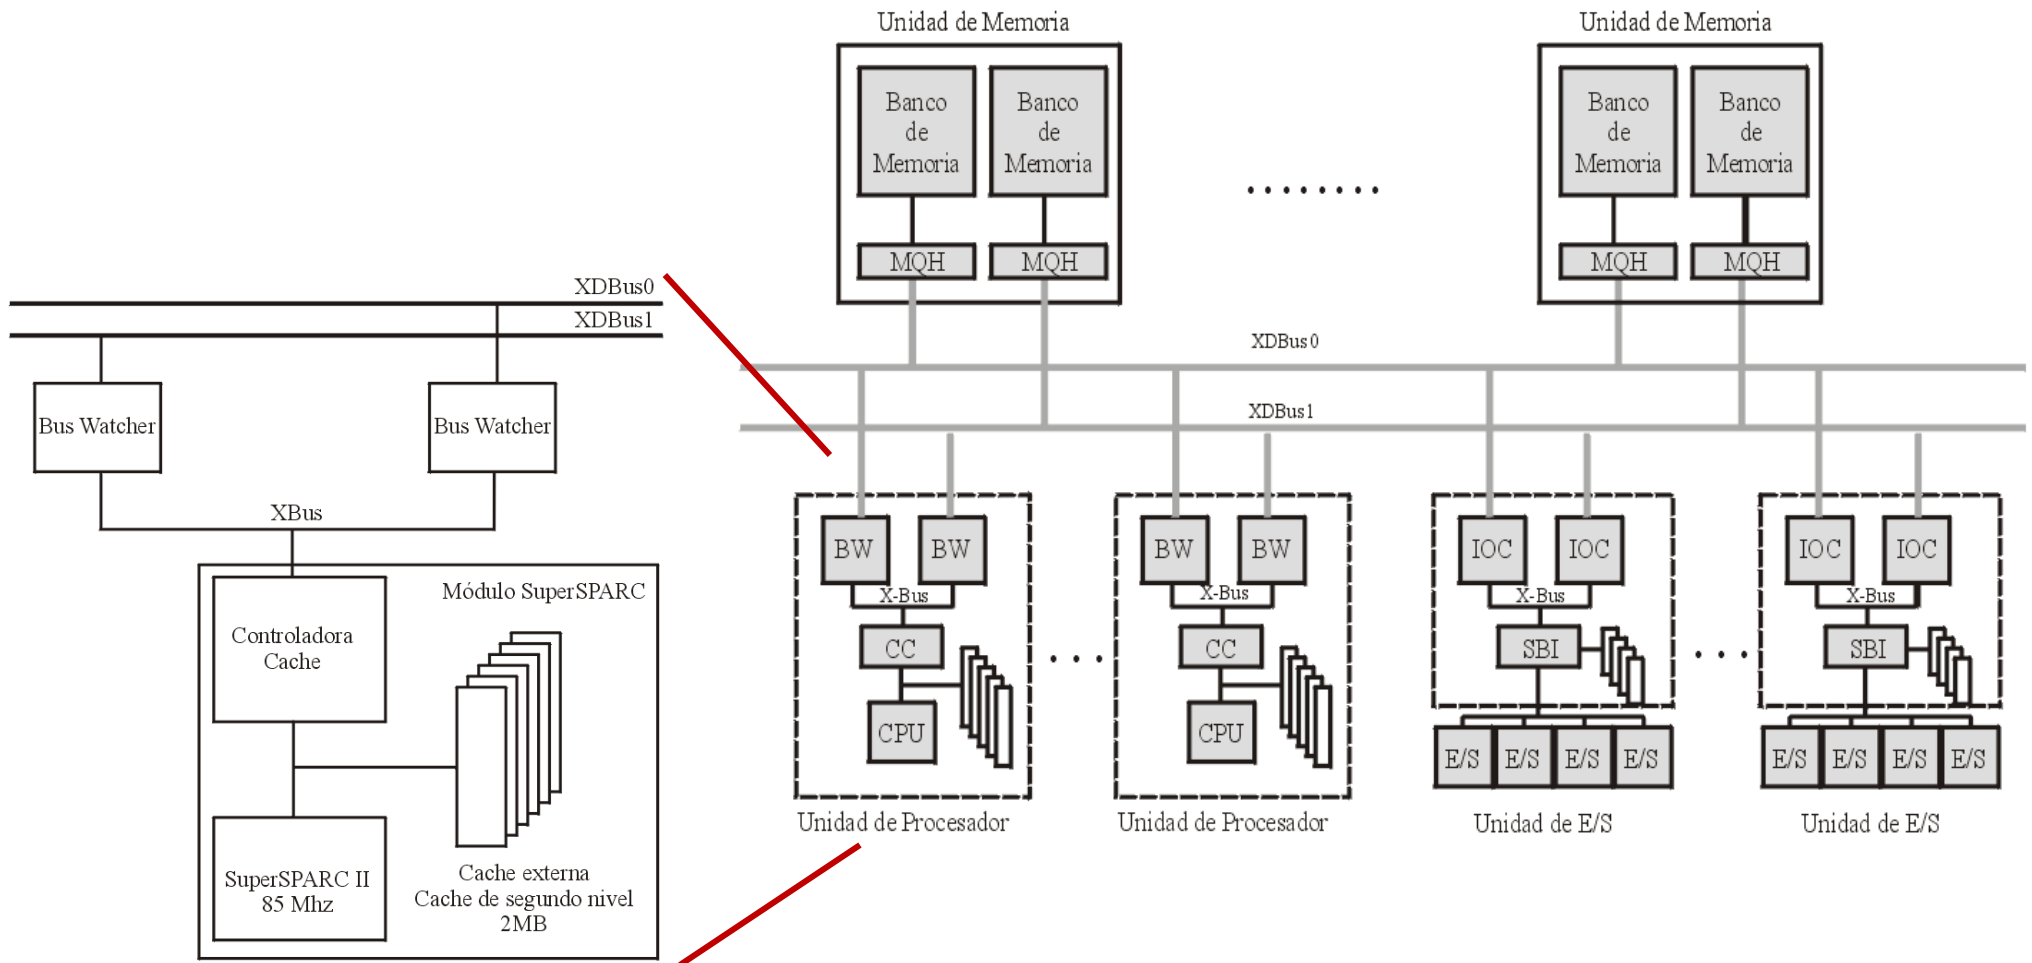 XDBus0
XDBus1
Bus Watcher
Bus Watcher
XBus
Módulo SuperSPARC
Controladora
Cache
SuperSPARC II
85 Mhz
Cache externa
Cache de segundo nivel
2MB
Unidad de Memoria
Unidad de Memoria
Banco
de
Memoria
Banco
de
Memoria
Banco
de
Memoria
Banco
de
Memoria
. . . . . . . .
MQH
MQH
MQH
MQH
XDBus0
XDBus1
BW
BW
X-Bus
CC
CPU
Unidad de Procesador
. . .
BW
BW
X-Bus
CC
CPU
Unidad de Procesador
IOC
IOC
X-Bus
SBI
E/S
E/S
E/S
E/S
Unidad de E/S
. . .
IOC
IOC
X-Bus
SBI
E/S
E/S
E/S
E/S
Unidad de E/S